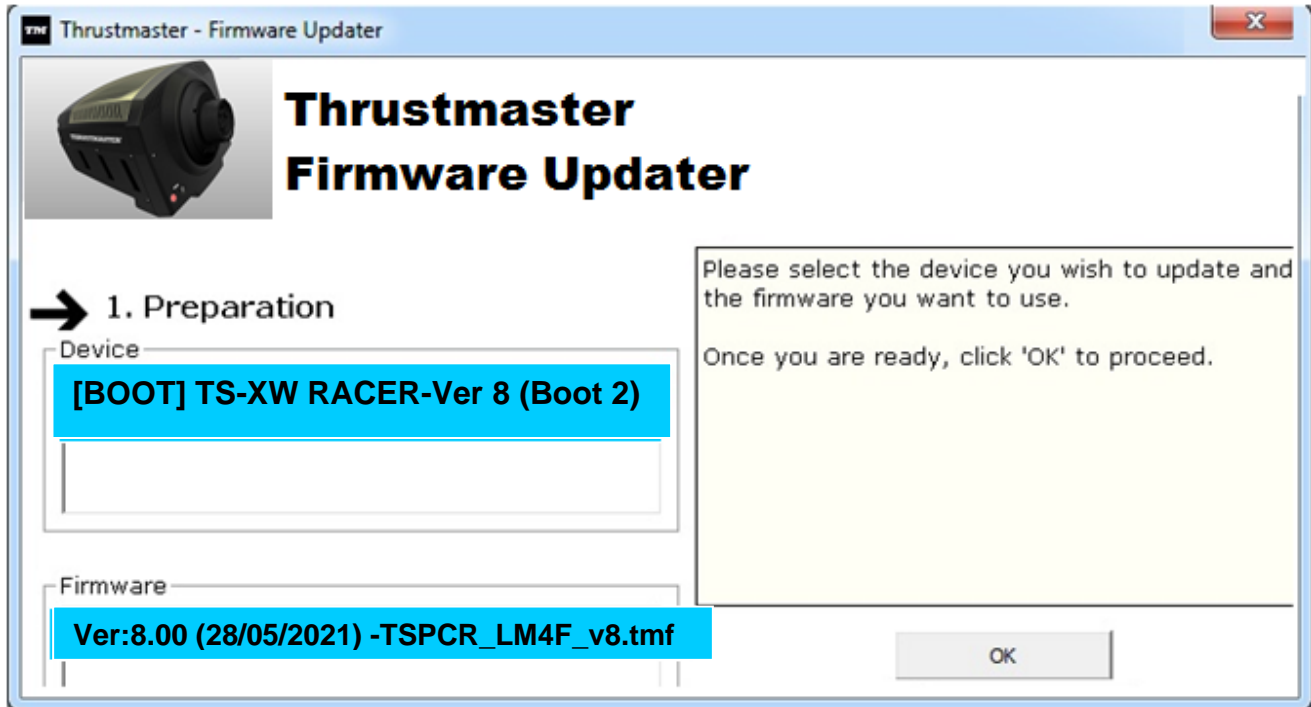 TM Thrustmaster - Firmware Updater
Thrustmaster
Firmware Updater
1. Preparation
Device
[BOOT] TS-XW RACER-Ver 8 (Boot 2)
Firmware
Ver:8.00 (28/05/2021) -TSPCR_LM4F_v8.tmf
Please select the device you wish to update and
the firmware you want to use.
Once you are ready, click 'OK' to proceed.
OK